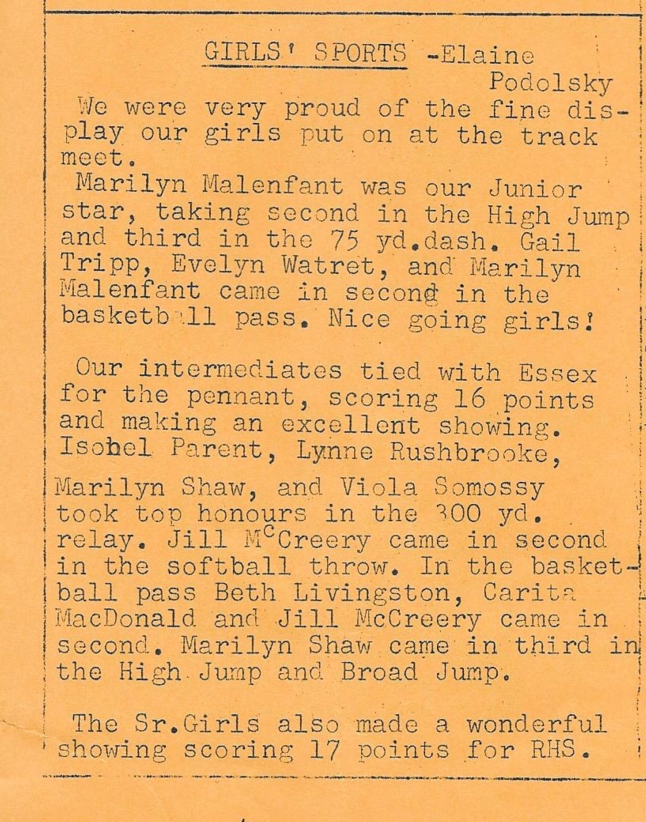 GIRLS' SPORTS -Elaine
Podolsky
We were very proud of the fine dis-
play our girls put on at the track
meet.
Marilyn Malenfant was our Junior
star, taking second in the High Jump
and third in the 75 yd.dash. Gail
Tripp, Evelyn Watret, and Marilyn
Malenfant came in second in the
basketb ll pass. Nice going girls!
Our intermediates tied with Essex
for the pennant, scoring 16 points
and making an excellent showing.
Isobel Parent, Lynne Rushbrooke,
Marilyn Shaw, and Viola Somossy
took top honours in the 300 yd.
relay. Jill McCreery came in second
in the softball throw. In the basket-
ball pass Beth Livingston, Carita
MacDonald and Jill McCreery came in
second. Marilyn Shaw came in third in
the High Jump and Broad Jump.
The Sr.Girls also made a wonderful
showing scoring 17 points for RHS.